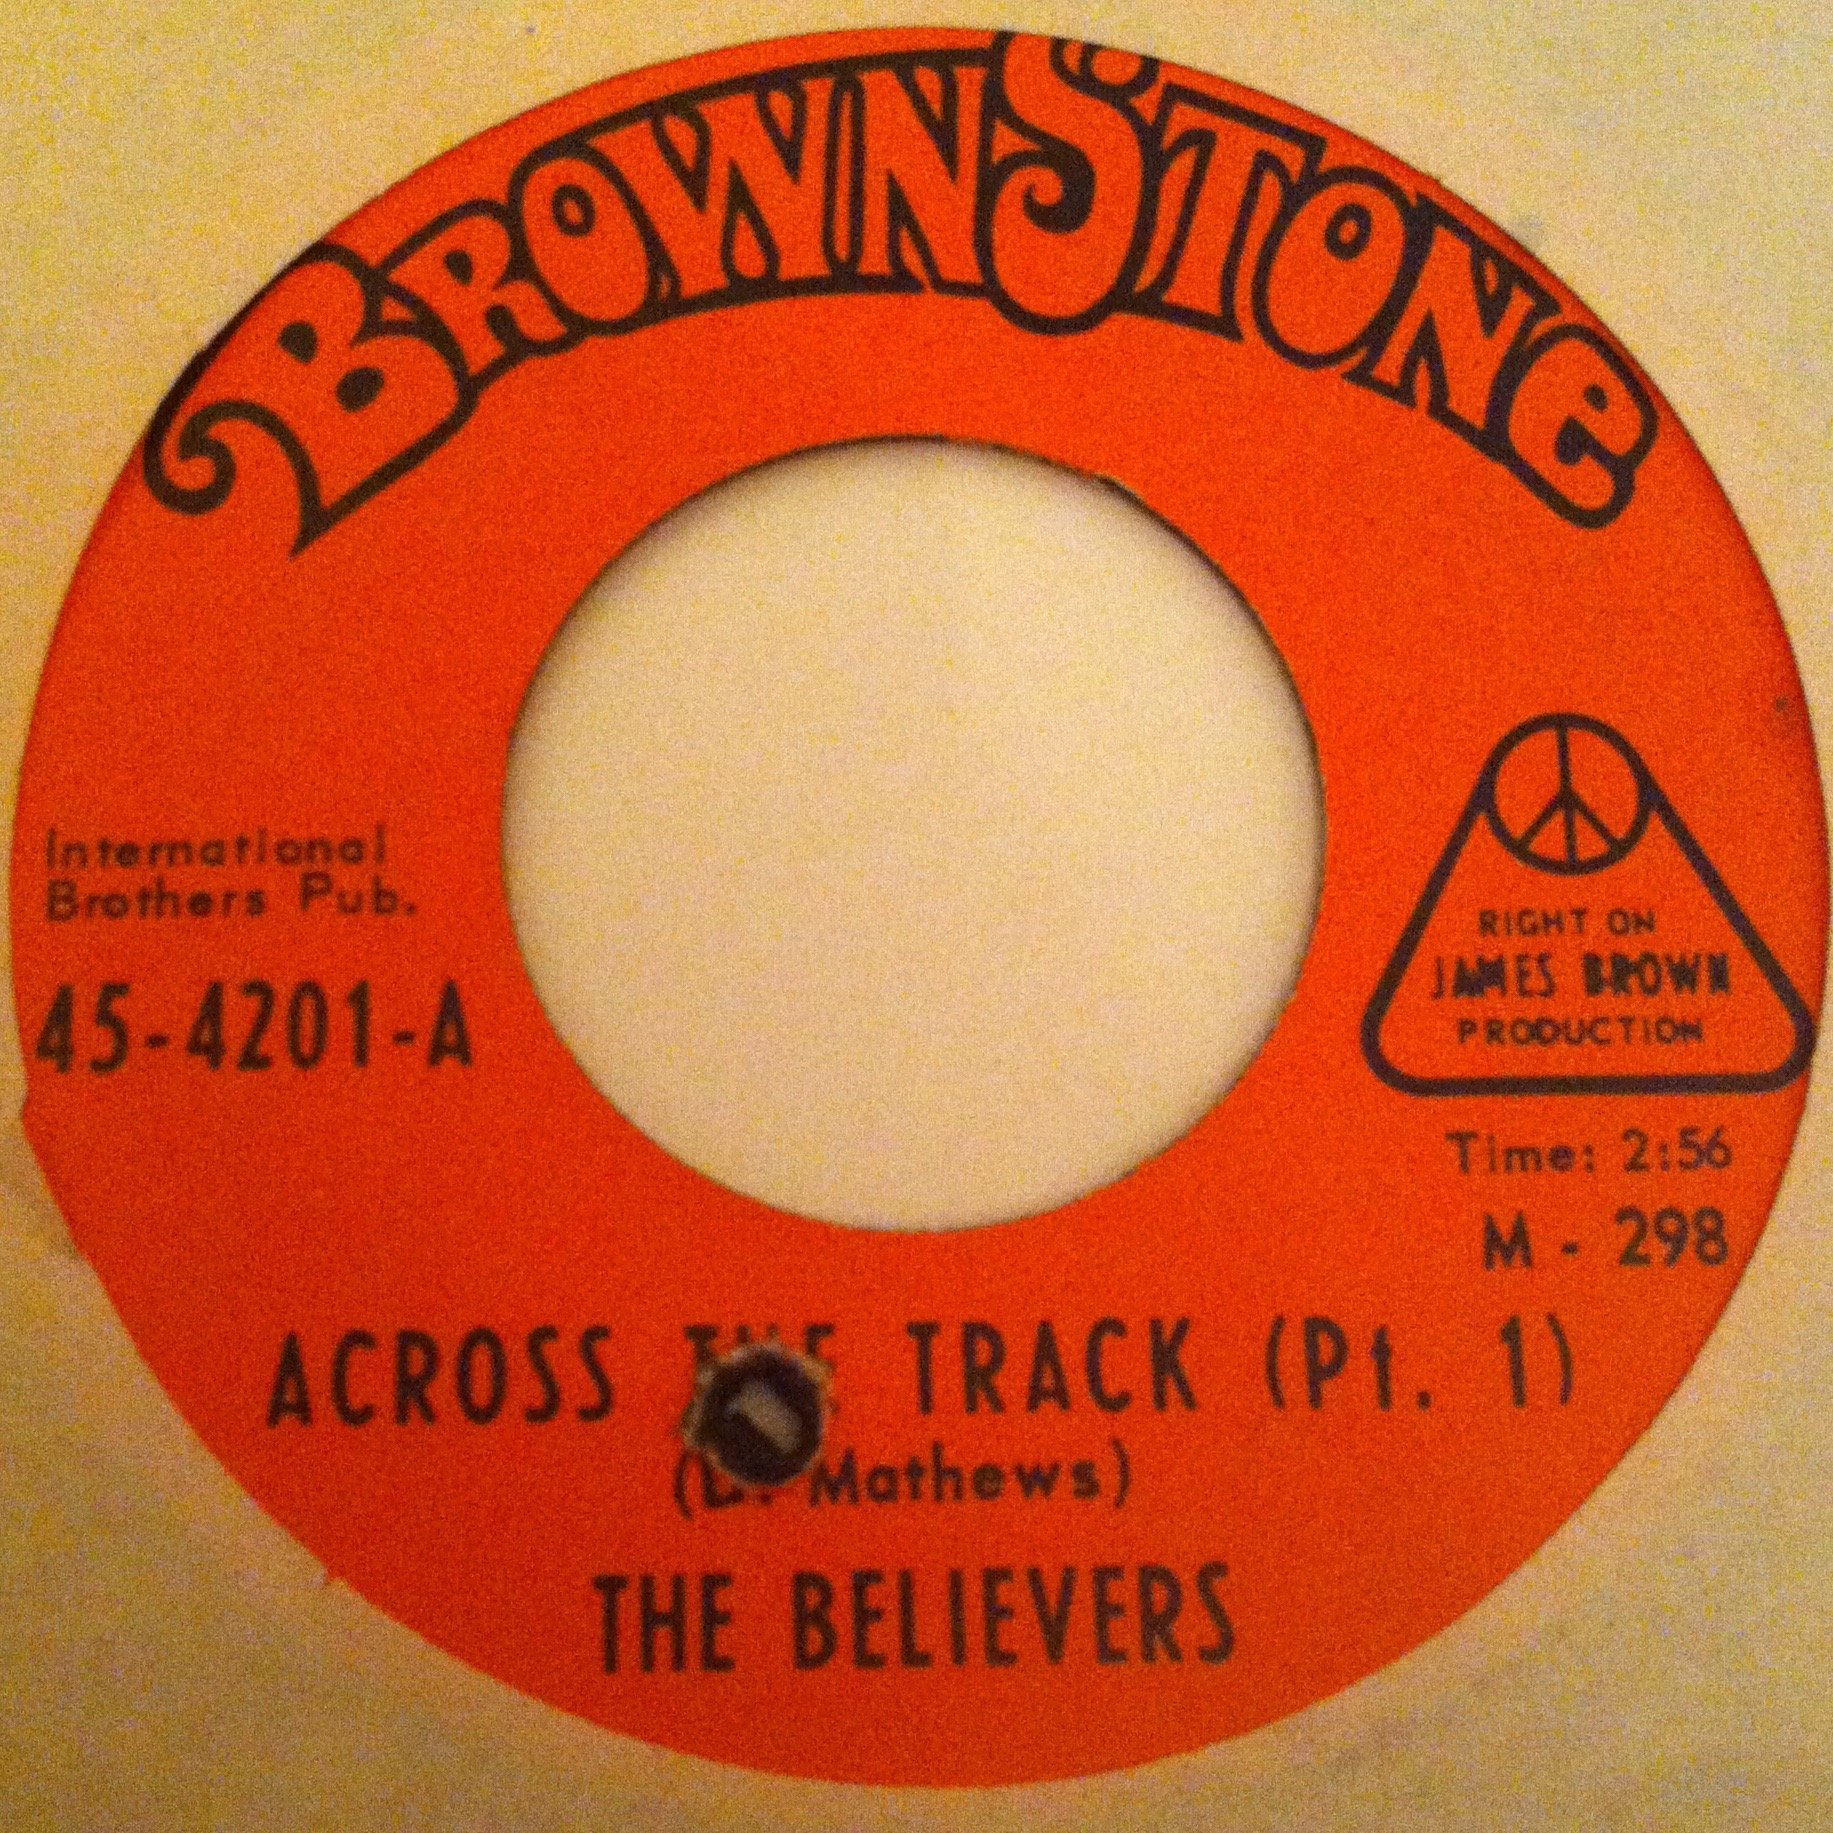 BROWNSTONE
International
Brothers Pub.
45-4201-A
RIGHT ON
JAMES BROWN
PRODUCTION
Time: 2:56
M - 298
ACROSS THE TRACK (Pt. 1)
Mathews)
THE BELIEVERS